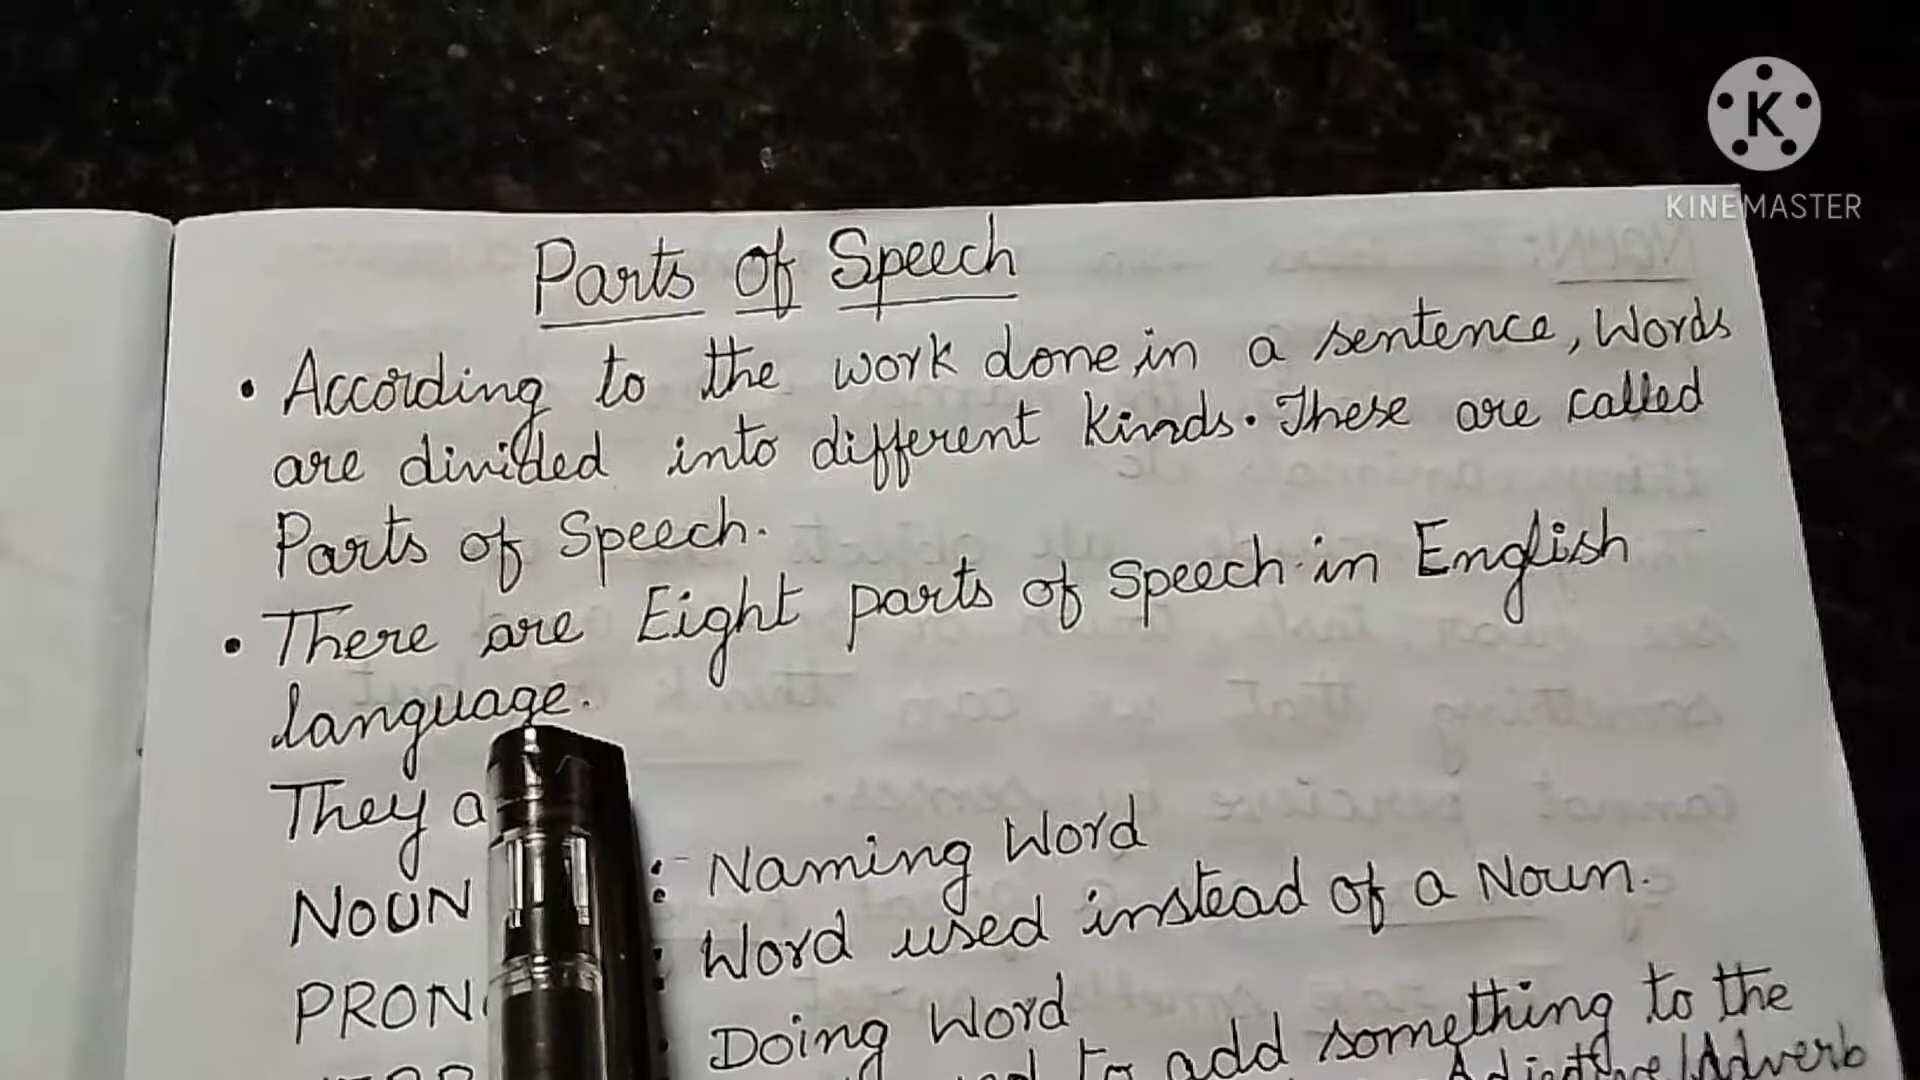 K
KINEMASTER
NOUN:
Parts of Speech
• According to the work done in a sentence, Words
are divided into different kinds. These are called
Parts of Speech.
• There are Eight parts of speech in English
language.
They a
NOUN : Naming Word
PRON : Word used instead of a Noun.
: Doing Word
to add something to the
Adjective/Adverb